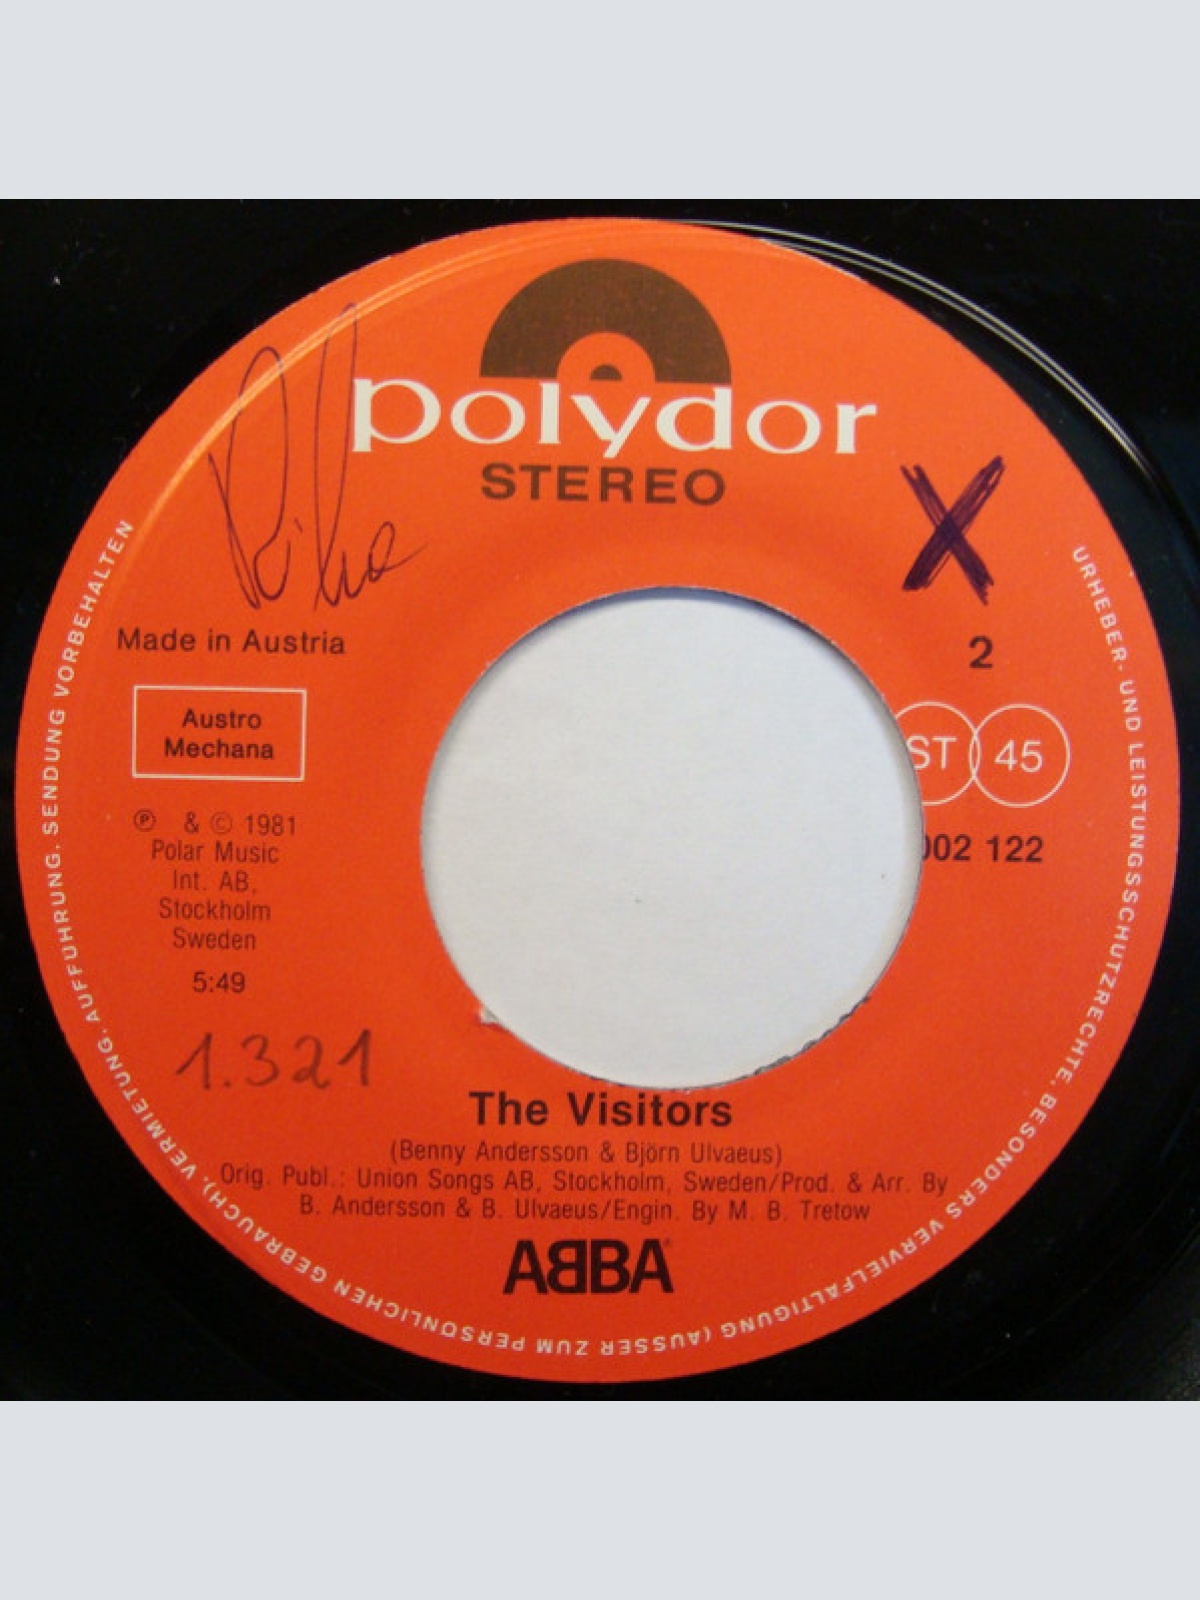 polydor
STEREO
X
Made in Austria
2
Austro
Mechana
ST 45
℗ & © 1981
Polar Music
Int. AB,
Stockholm
Sweden
002 122
5:49
1.321
The Visitors
(Benny Andersson & Björn Ulvaeus)
Orig. Publ.: Union Songs AB, Stockholm, Sweden/Prod. & Arr. By
B. Andersson & B. Ulvaeus/Engin. By M. B. Tretow
ABBA
URHEBER- UND LEISTUNGSSCHUTZRECHTE, BESONDERS VERVIELFÄLTIGUNG (AUSSER ZUM PERSÖNLICHEN GEBRAUCH), VERMIETUNG, AUFFÜHRUNG, SENDUNG VORBEHALTEN